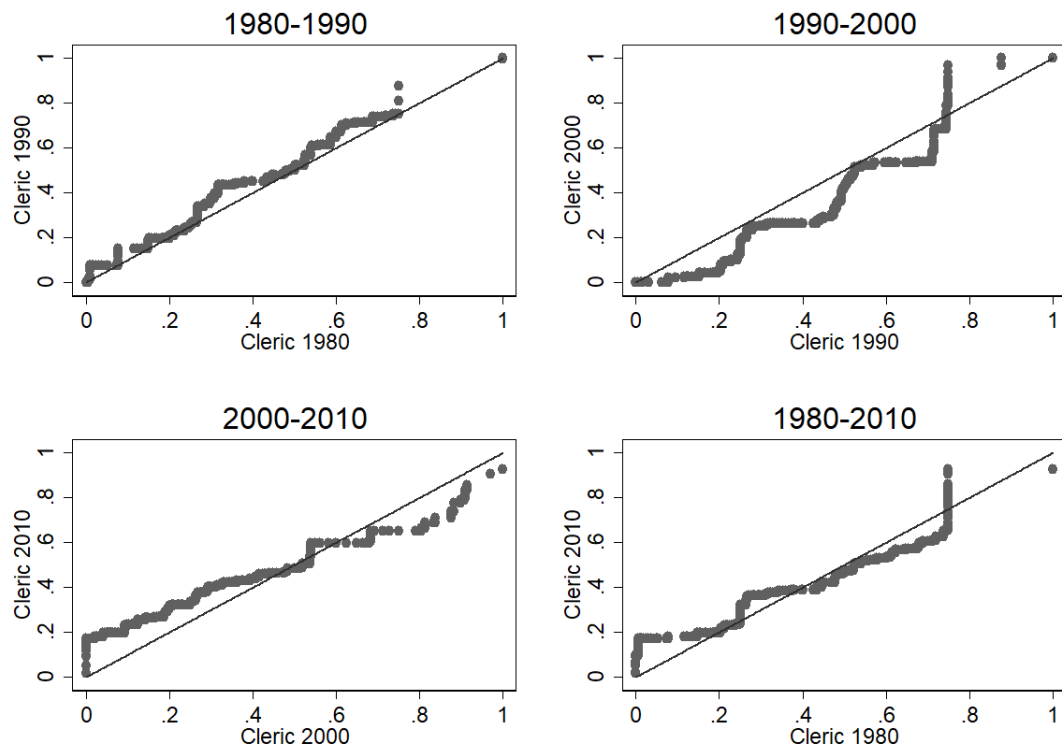 1980-1990
Cleric 1990
0 .2 .4 .6 .8 1
0 .2 .4 .6 .8 1
Cleric 1980
1990-2000
Cleric 2000
0 .2 .4 .6 .8 1
0 .2 .4 .6 .8 1
Cleric 1990
2000-2010
Cleric 2010
0 .2 .4 .6 .8 1
0 .2 .4 .6 .8 1
Cleric 2000
1980-2010
Cleric 2010
0 .2 .4 .6 .8 1
0 .2 .4 .6 .8 1
Cleric 1980